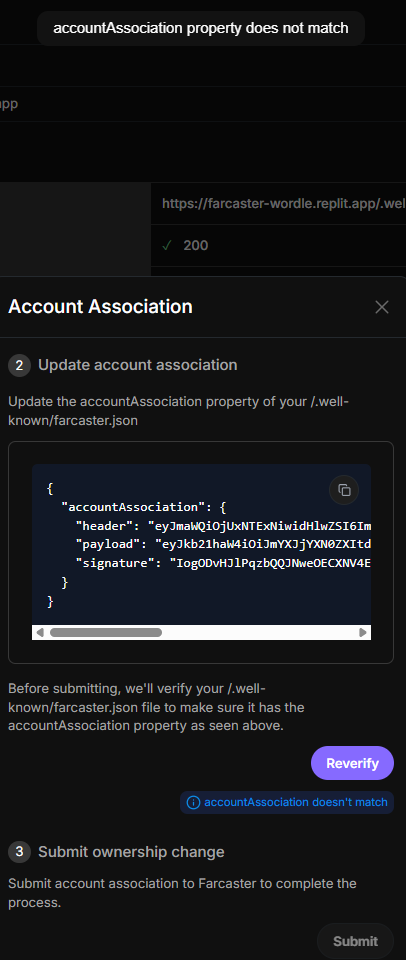 accountAssociation property does not match
app
https://farcaster-wordle.replit.app/.wel
✓ 200
Account Association
2 Update account association
Update the accountAssociation property of your /.well-
known/farcaster.json
{
"accountAssociation": {
"header": "eyJmaWQiOjUxNTExNiwidHlwZSI6Im
"payload": "eyJkb21haW4iOiJmYXJjYXN0ZXItd
"signature": "IogODvHJlPqzbQQJNweOECXNV4E
}
}
Before submitting, we'll verify your /.well-
known/farcaster.json file to make sure it has the
accountAssociation property as seen above.
Reverify
accountAssociation doesn't match
3 Submit ownership change
Submit account association to Farcaster to complete the
process.
Submit